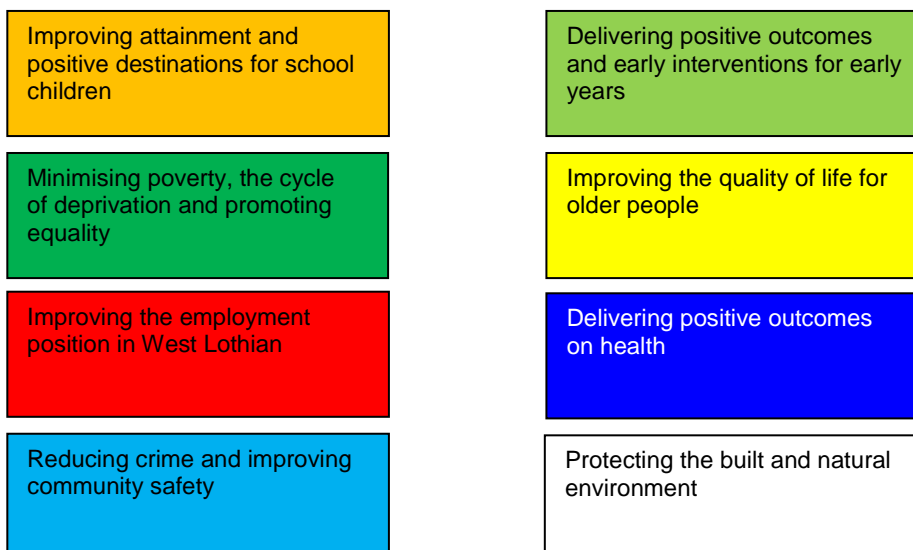 Improving attainment and
positive destinations for school
children
Delivering positive outcomes
and early interventions for early
years
Minimising poverty, the cycle
of deprivation and promoting
equality
Improving the quality of life for
older people
Improving the employment
position in West Lothian
Delivering positive outcomes
on health
Reducing crime and improving
community safety
Protecting the built and natural
environment